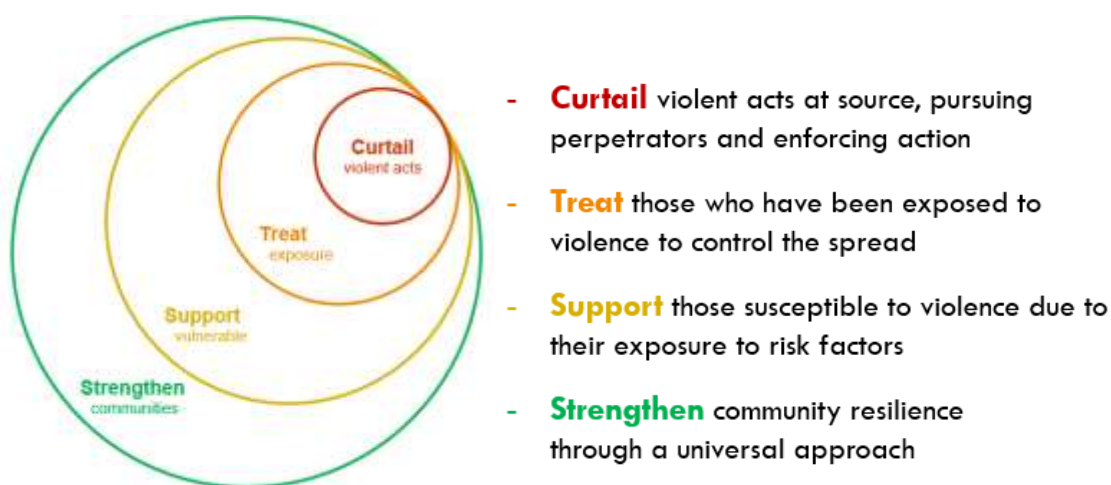 Curtail
violent acts
Treat
exposure
Support
vulnerable
Strengthen
communities
- Curtail violent acts at source, pursuing
perpetrators and enforcing action
- Treat those who have been exposed to
violence to control the spread
- Support those susceptible to violence due to
their exposure to risk factors
- Strengthen community resilience
through a universal approach